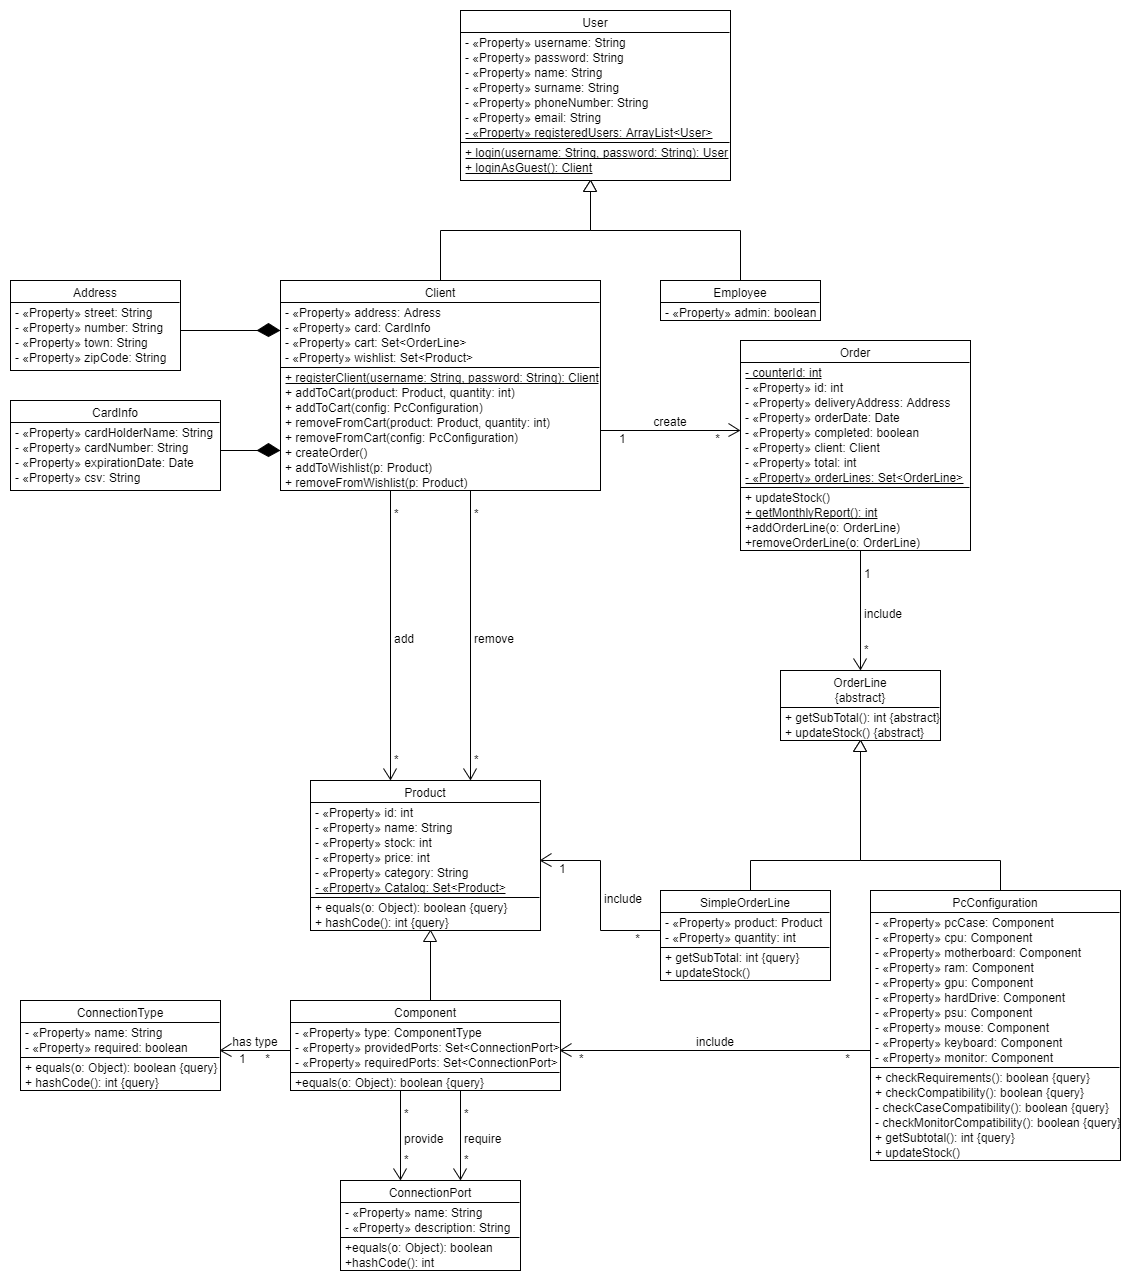 User
- «Property» username: String
- «Property» password: String
- «Property» name: String
- «Property» surname: String
- «Property» phoneNumber: String
- «Property» email: String
- «Property» registeredUsers: ArrayList<User>
+ login(username: String, password: String): User
+ loginAsGuest(): Client
Address
- «Property» street: String
- «Property» number: String
- «Property» town: String
- «Property» zipCode: String
Client
- «Property» address: Adress
- «Property» card: CardInfo
- «Property» cart: Set<OrderLine>
- «Property» wishlist: Set<Product>
+ registerClient(username: String, password: String): Client
+ addToCart(product: Product, quantity: int)
+ addToCart(config: PcConfiguration)
+ removeFromCart(product: Product, quantity: int)
+ removeFromCart(config: PcConfiguration)
+ createOrder()
+ addToWishlist(p: Product)
+ removeFromWishlist(p: Product)
Employee
- «Property» admin: boolean
CardInfo
- «Property» cardHolderName: String
- «Property» cardNumber: String
- «Property» expirationDate: Date
- «Property» csv: String
create
1
*
Order
- counterId: int
- «Property» id: int
- «Property» deliveryAddress: Address
- «Property» orderDate: Date
- «Property» completed: boolean
- «Property» client: Client
- «Property» total: int
- «Property» orderLines: Set<OrderLine>
+ updateStock()
+ getMonthlyReport(): int
+addOrderLine(o: OrderLine)
+removeOrderLine(o: OrderLine)
*
*
add
remove
*
*
1
include
*
OrderLine
{abstract}
+ getSubTotal(): int {abstract}
+ updateStock() {abstract}
Product
- «Property» id: int
- «Property» name: String
- «Property» stock: int
- «Property» price: int
- «Property» category: String
- «Property» Catalog: Set<Product>
+ equals(o: Object): boolean {query}
+ hashCode(): int {query}
1
include
*
SimpleOrderLine
- «Property» product: Product
- «Property» quantity: int
+ getSubTotal: int {query}
+ updateStock()
PcConfiguration
- «Property» pcCase: Component
- «Property» cpu: Component
- «Property» motherboard: Component
- «Property» ram: Component
- «Property» gpu: Component
- «Property» hardDrive: Component
- «Property» psu: Component
- «Property» mouse: Component
- «Property» keyboard: Component
- «Property» monitor: Component
+ checkRequirements(): boolean {query}
+ checkCompatibility(): boolean {query}
- checkCaseCompatibility(): boolean {query}
- checkMonitorCompatibility(): boolean {query}
+ getSubtotal(): int {query}
+ updateStock()
ConnectionType
- «Property» name: String
- «Property» required: boolean
+ equals(o: Object): boolean {query}
+ hashCode(): int {query}
has type
1
*
Component
- «Property» type: ComponentType
- «Property» providedPorts: Set<ConnectionPort>
- «Property» requiredPorts: Set<ConnectionPort>
+equals(o: Object): boolean {query}
include
*
*
*
*
provide
require
*
*
ConnectionPort
- «Property» name: String
- «Property» description: String
+equals(o: Object): boolean
+hashCode(): int